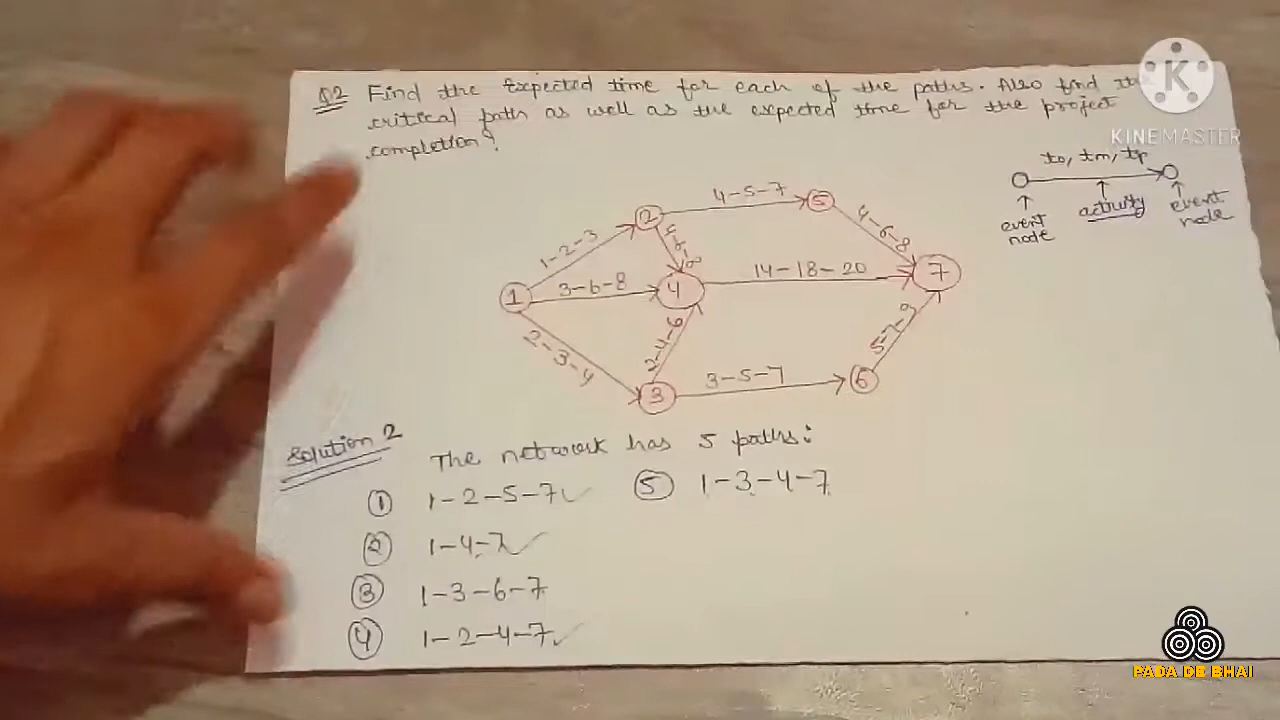 Q2 Find the Expected time for each of the paths. Also find the
critical path as well as the expected time for the project
completion?
KINEMASTER
to, tm, tp
event node
activity
event node
1-2-3
3-6-8
2-3-4
4-5-7
4-6-8
14-18-20
2-4-6
3-5-7
5-7-9
1
2
3
4
5
6
7
Solution 2
The network has 5 paths:
① 1-2-5-7✓
⑤ 1-3-4-7
② 1-4-7✓
③ 1-3-6-7
④ 1-2-4-7✓
PADA DE BHAI